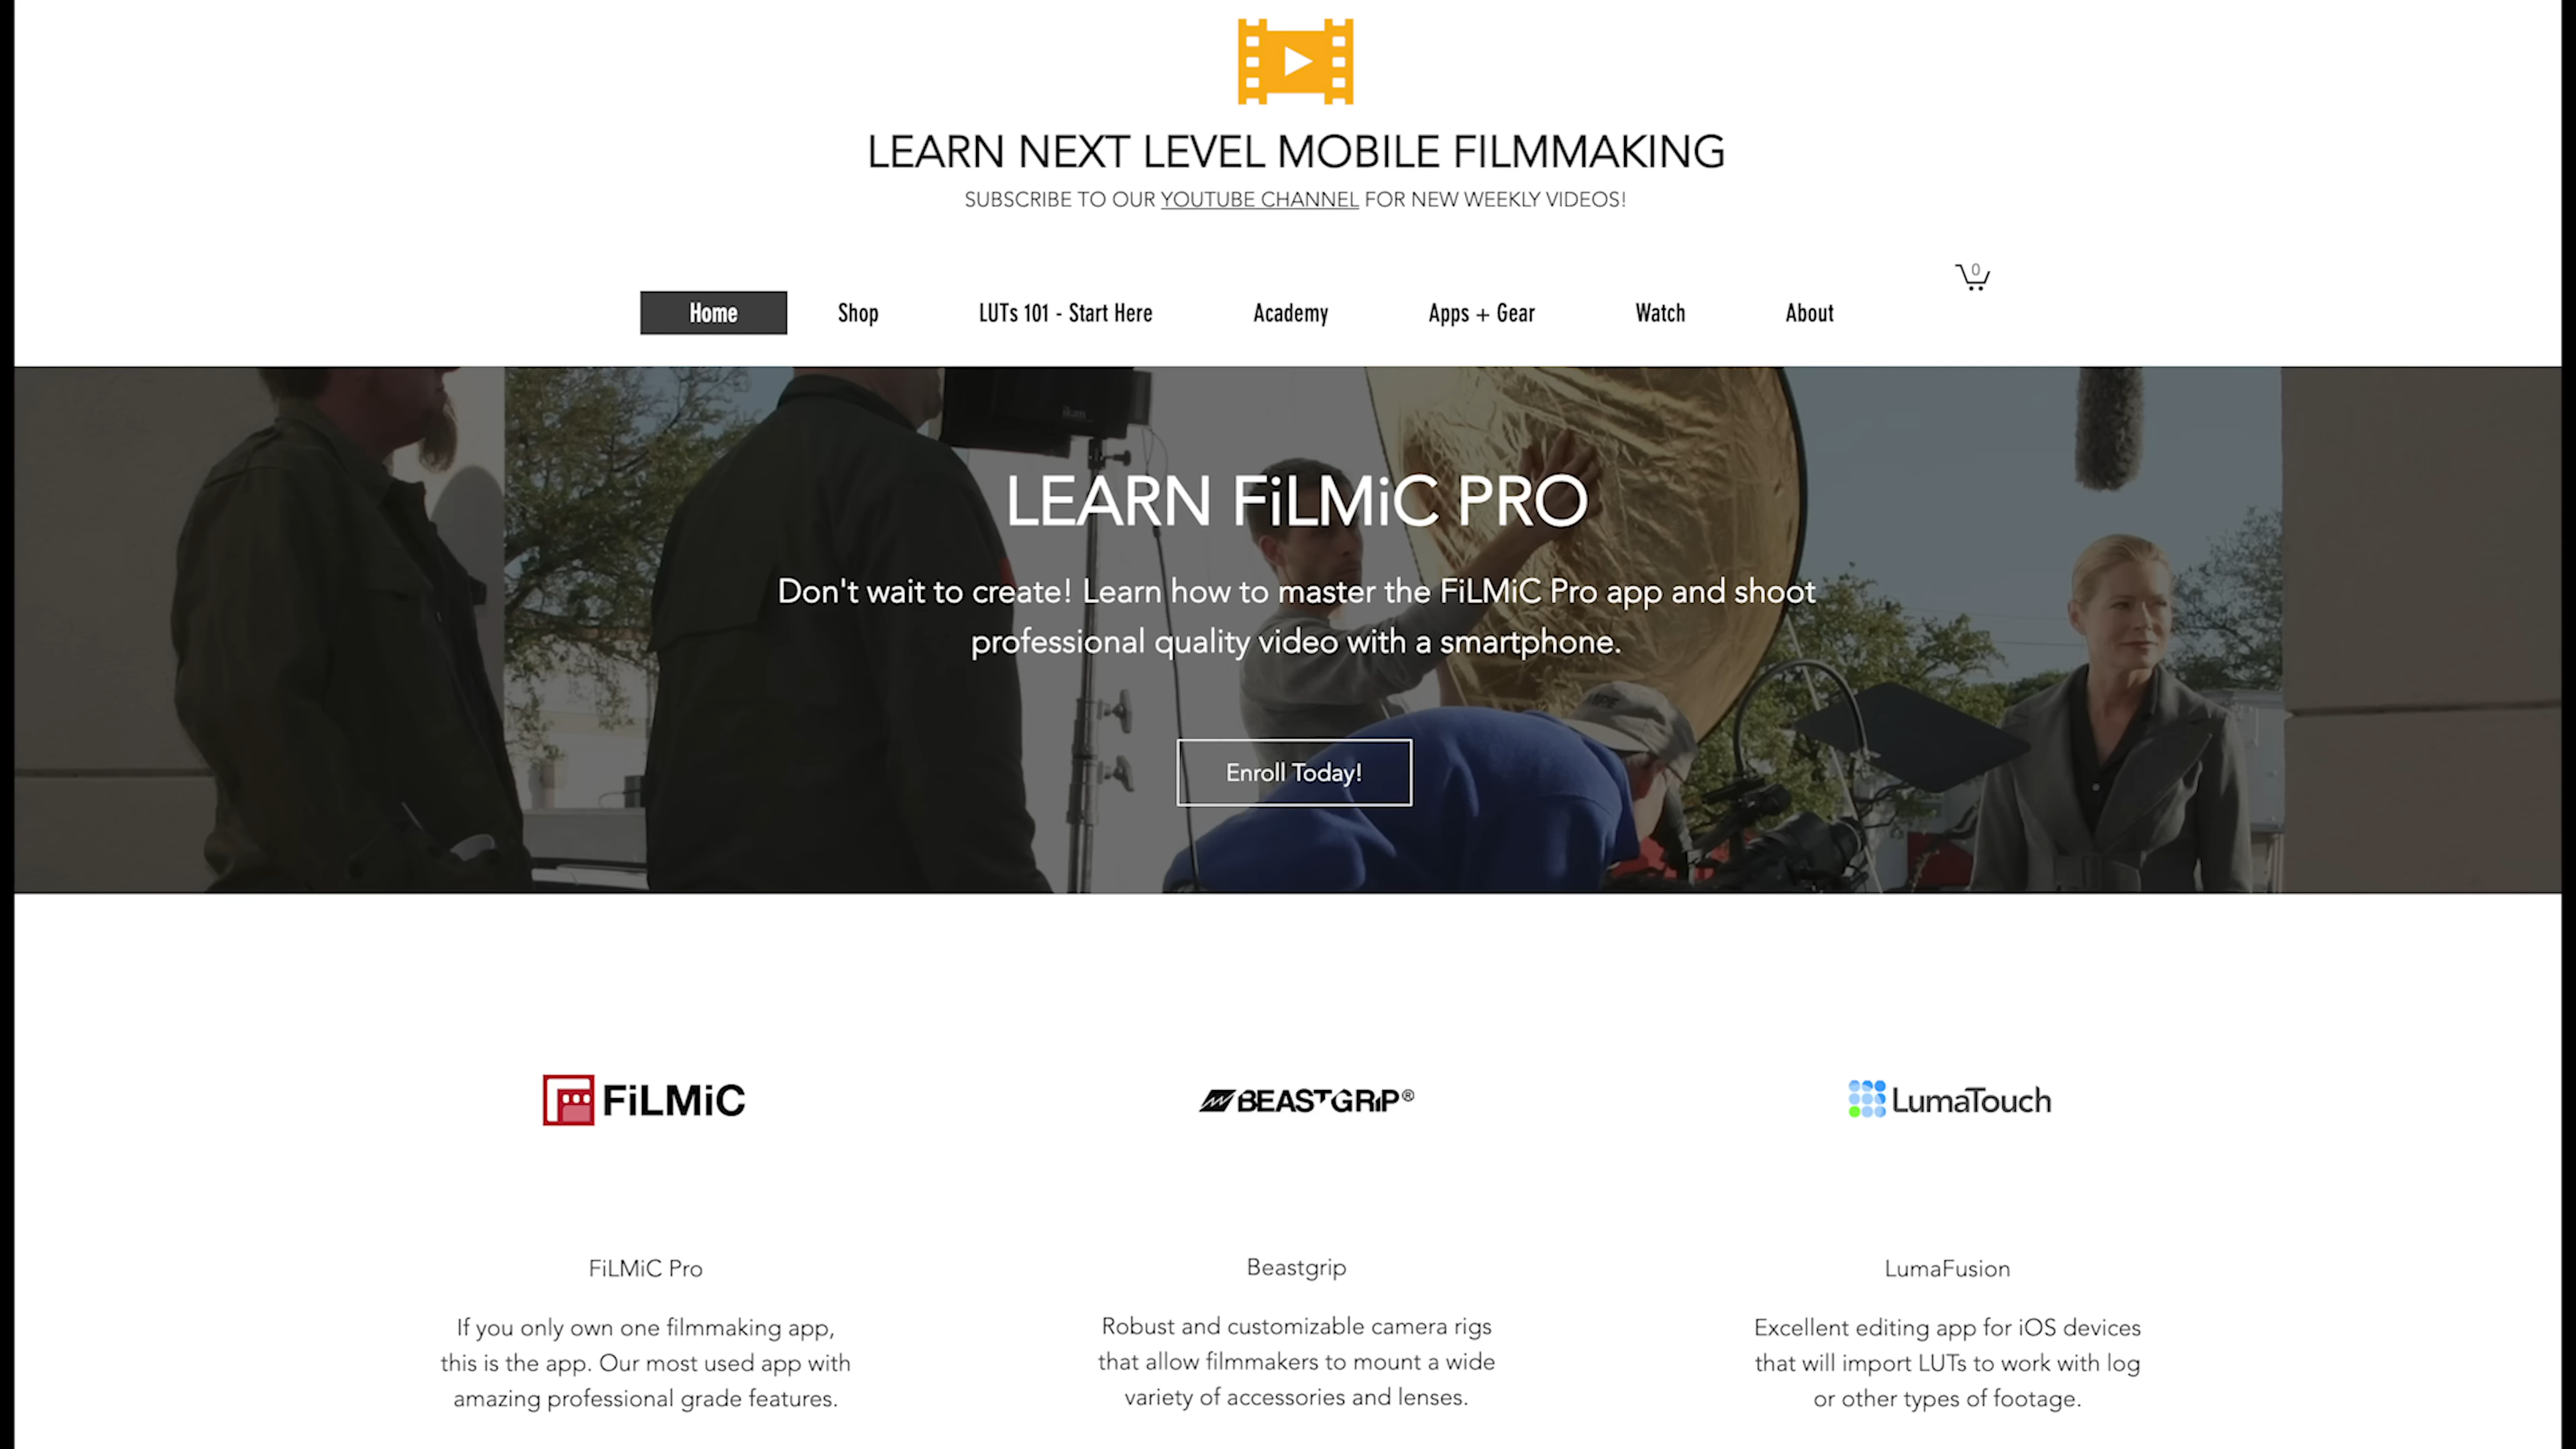 LEARN NEXT LEVEL MOBILE FILMMAKING
SUBSCRIBE TO OUR YOUTUBE CHANNEL FOR NEW WEEKLY VIDEOS!
0
Home Shop LUTs 101 - Start Here Academy Apps + Gear Watch About
ikan
LEARN FiLMiC PRO
Don't wait to create! Learn how to master the FiLMiC Pro app and shoot
professional quality video with a smartphone.
Enroll Today!
FiLMiC
BEASTGRIP®
LumaTouch
FiLMiC Pro
If you only own one filmmaking app,
this is the app. Our most used app with
amazing professional grade features.
Beastgrip
Robust and customizable camera rigs
that allow filmmakers to mount a wide
variety of accessories and lenses.
LumaFusion
Excellent editing app for iOS devices
that will import LUTs to work with log
or other types of footage.